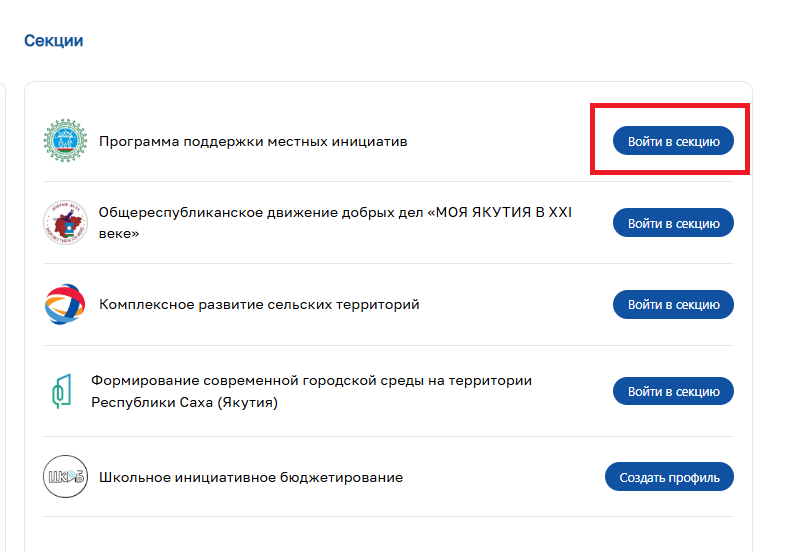 Секции
Программа поддержки местных инициатив
Войти в секцию
Общереспубликанское движение добрых дел «МОЯ ЯКУТИЯ В XXI
веке»
Войти в секцию
Комплексное развитие сельских территорий
Войти в секцию
Формирование современной городской среды на территории
Республики Саха (Якутия)
Войти в секцию
ШКРБ
Школьное инициативное бюджетирование
Создать профиль